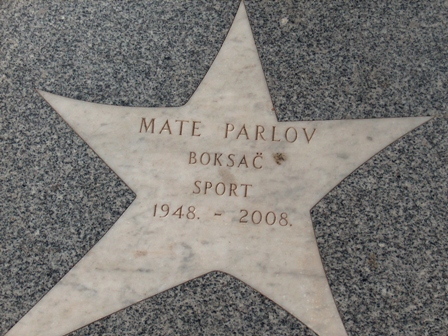 MATE PARLOV
BOKSAČ
SPORT
1948. - 2008.